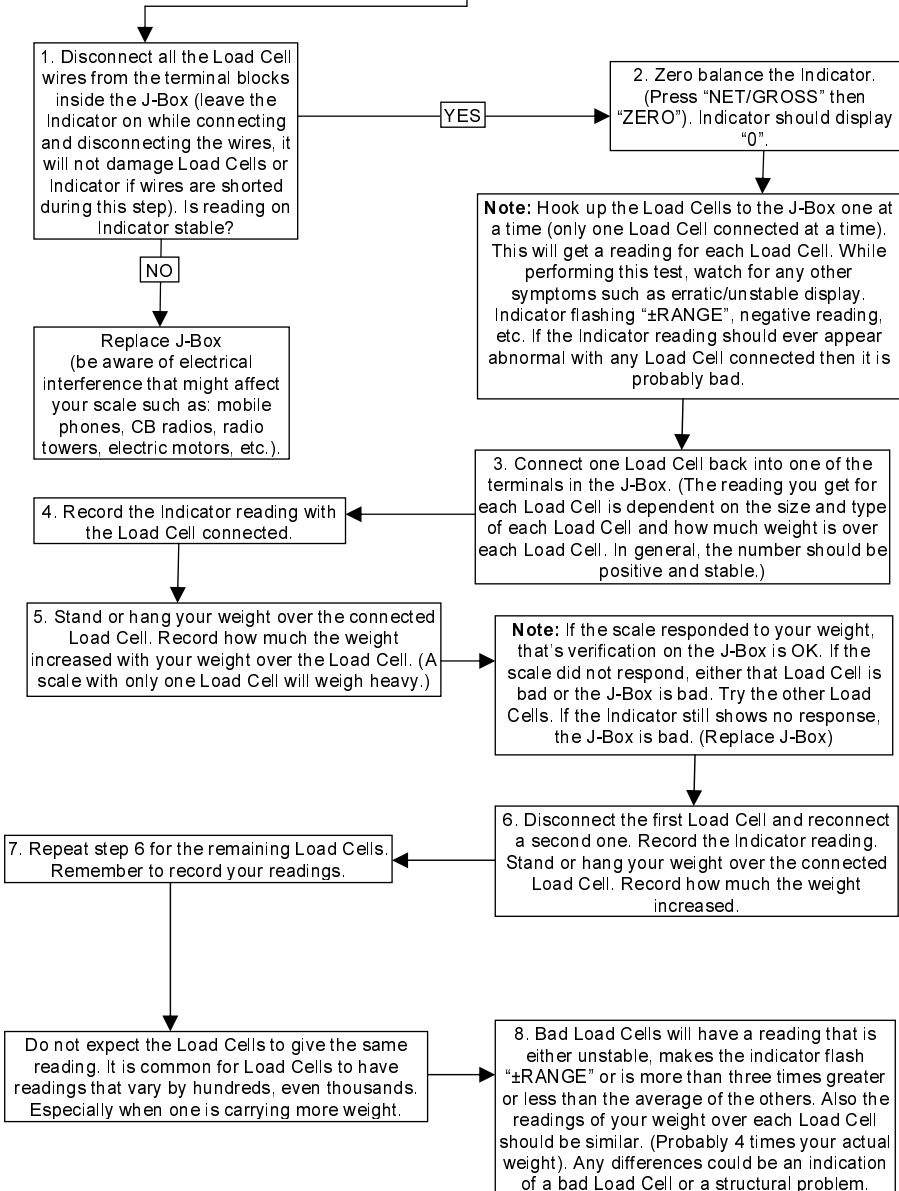 1. Disconnect all the Load Cell
wires from the terminal blocks
inside the J-Box (leave the
Indicator on while connecting
and disconnecting the wires, it
will not damage Load Cells or
Indicator if wires are shorted
during this step). Is reading on
Indicator stable?
YES
2. Zero balance the Indicator.
(Press “NET/GROSS” then
“ZERO”). Indicator should display
“0”.
NO
Replace J-Box
(be aware of electrical
interference that might affect
your scale such as: mobile
phones, CB radios, radio
towers, electric motors, etc.).
Note: Hook up the Load Cells to the J-Box one at
a time (only one Load Cell connected at a time).
This will get a reading for each Load Cell. While
performing this test, watch for any other
symptoms such as erratic/unstable display.
Indicator flashing “±RANGE”, negative reading,
etc. If the Indicator reading should ever appear
abnormal with any Load Cell connected then it is
probably bad.
3. Connect one Load Cell back into one of the
terminals in the J-Box. (The reading you get for
each Load Cell is dependent on the size and type
of each Load Cell and how much weight is over
each Load Cell. In general, the number should be
positive and stable.)
4. Record the Indicator reading with
the Load Cell connected.
5. Stand or hang your weight over the connected
Load Cell. Record how much the weight
increased with your weight over the Load Cell. (A
scale with only one Load Cell will weigh heavy.)
Note: If the scale responded to your weight,
that’s verification on the J-Box is OK. If the
scale did not respond, either that Load Cell is
bad or the J-Box is bad. Try the other Load
Cells. If the Indicator still shows no response,
the J-Box is bad. (Replace J-Box)
6. Disconnect the first Load Cell and reconnect
a second one. Record the Indicator reading.
Stand or hang your weight over the connected
Load Cell. Record how much the weight
increased.
7. Repeat step 6 for the remaining Load Cells.
Remember to record your readings.
Do not expect the Load Cells to give the same
reading. It is common for Load Cells to have
readings that vary by hundreds, even thousands.
Especially when one is carrying more weight.
8. Bad Load Cells will have a reading that is
either unstable, makes the indicator flash
“±RANGE” or is more than three times greater
or less than the average of the others. Also the
readings of your weight over each Load Cell
should be similar. (Probably 4 times your actual
weight). Any differences could be an indication
of a bad Load Cell or a structural problem.